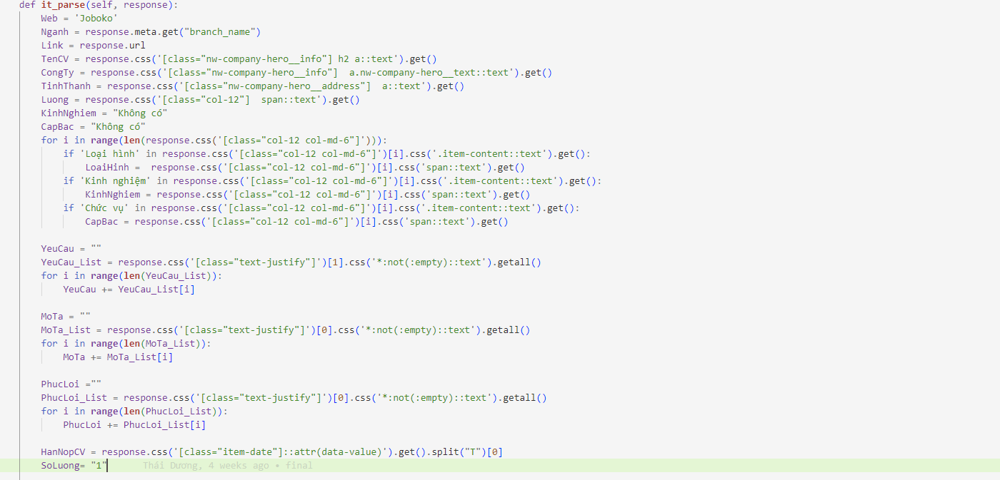 def it_parse(self, response):
    Web = 'Joboko'
    Nganh = response.meta.get("branch_name")
    Link = response.url
    TenCV = response.css('[class="nw-company-hero__info"] h2 a::text').get()
    CongTy = response.css('[class="nw-company-hero__info"]  a.nw-company-hero__text::text').get()
    TinhThanh = response.css('[class="nw-company-hero__address"]  a::text').get()
    Luong = response.css('[class="col-12"]  span::text').get()
    KinhNghiem = "Không có"
    CapBac = "Không có"
    for i in range(len(response.css('[class="col-12 col-md-6"]'))):
        if 'Loại hình' in response.css('[class="col-12 col-md-6"]')[i].css('.item-content::text').get():
            LoaiHinh =  response.css('[class="col-12 col-md-6"]')[i].css('span::text').get()
        if 'Kinh nghiệm' in response.css('[class="col-12 col-md-6"]')[i].css('.item-content::text').get():
            KinhNghiem = response.css('[class="col-12 col-md-6"]')[i].css('span::text').get()
        if 'Chức vụ' in response.css('[class="col-12 col-md-6"]')[i].css('.item-content::text').get():
            CapBac = response.css('[class="col-12 col-md-6"]')[i].css('span::text').get()

    YeuCau = ""
    YeuCau_List = response.css('[class="text-justify"]')[1].css('*:not(:empty)::text').getall()
    for i in range(len(YeuCau_List)):
        YeuCau += YeuCau_List[i]

    MoTa = ""
    MoTa_List = response.css('[class="text-justify"]')[0].css('*:not(:empty)::text').getall()
    for i in range(len(MoTa_List)):
        MoTa += MoTa_List[i]

    PhucLoi =""
    PhucLoi_List = response.css('[class="text-justify"]')[0].css('*:not(:empty)::text').getall()
    for i in range(len(PhucLoi_List)):
        PhucLoi += PhucLoi_List[i]

    HanNopCV = response.css('[class="item-date"]::attr(data-value)').get().split("T")[0]
    SoLuong= "1"      Thái Dương, 4 weeks ago • final